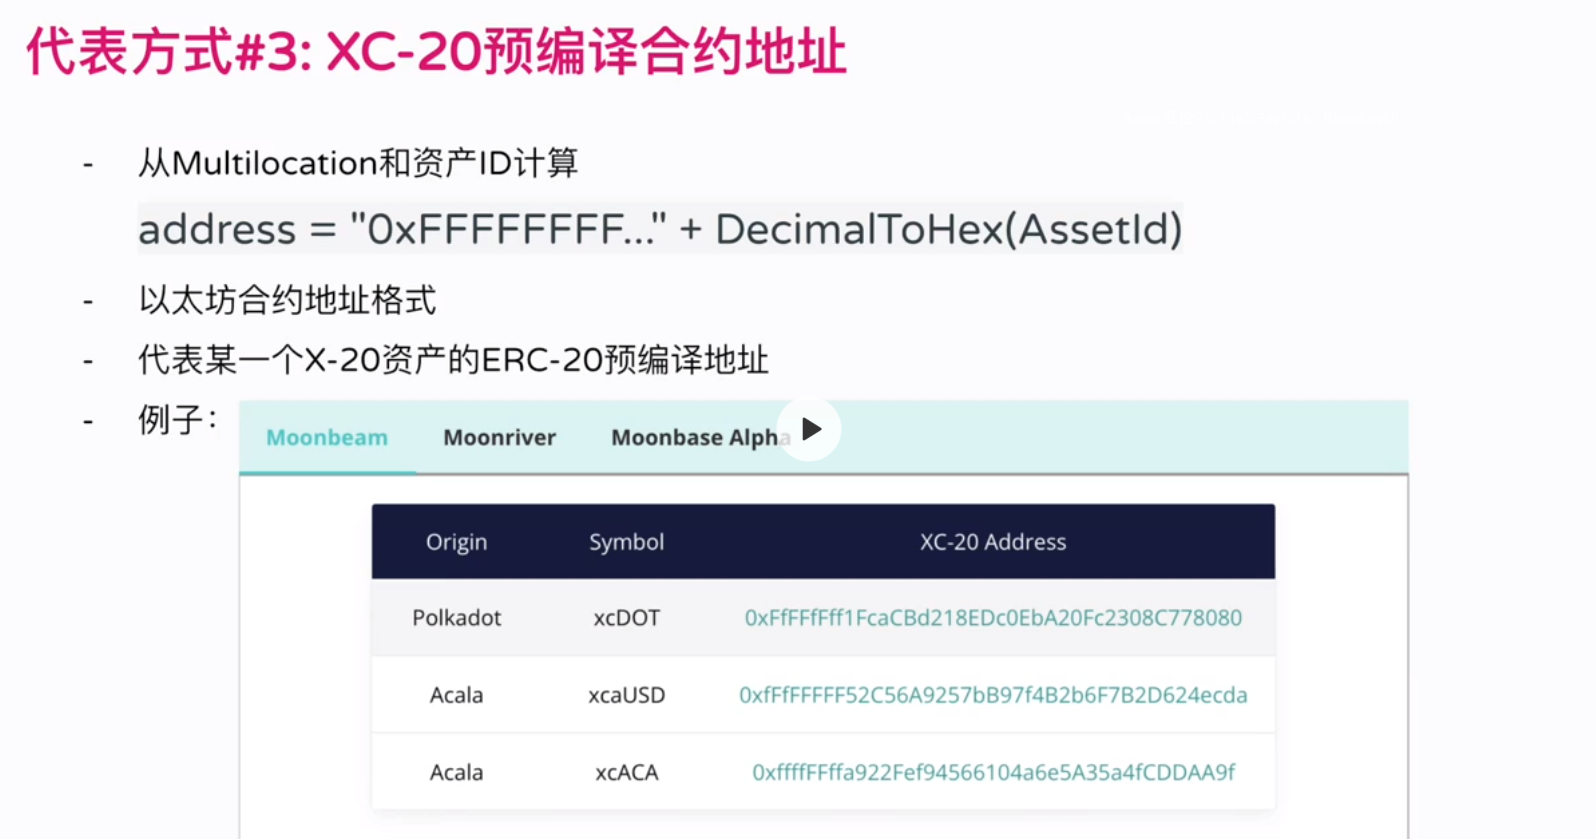 代表方式#3: XC-20预编译合约地址
- 从Multilocation和资产ID计算
address = "0xFFFFFFFF..." + DecimalToHex(AssetId)
- 以太坊合约地址格式
- 代表某一个X-20资产的ERC-20预编译地址
- 例子：
Moonbeam Moonriver Moonbase Alpha
Origin Symbol XC-20 Address
Polkadot xcDOT 0xFfFFfFff1FcaCBd218EDc0EbA20Fc2308C778080
Acala xcaUSD 0xfFfFFFFF52C56A9257bB97f4B2b6F7B2D624ecda
Acala xcACA 0xffffFFffa922Fef94566104a6e5A35a4fCDDAA9f